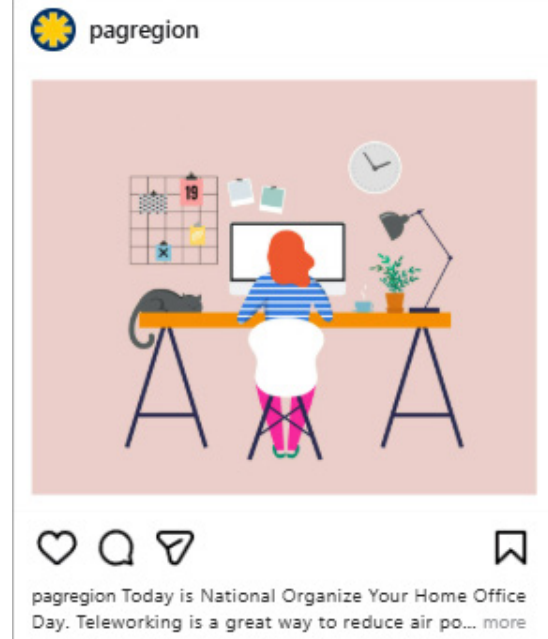 pagregion
19
pagregion Today is National Organize Your Home Office
Day. Teleworking is a great way to reduce air po... more